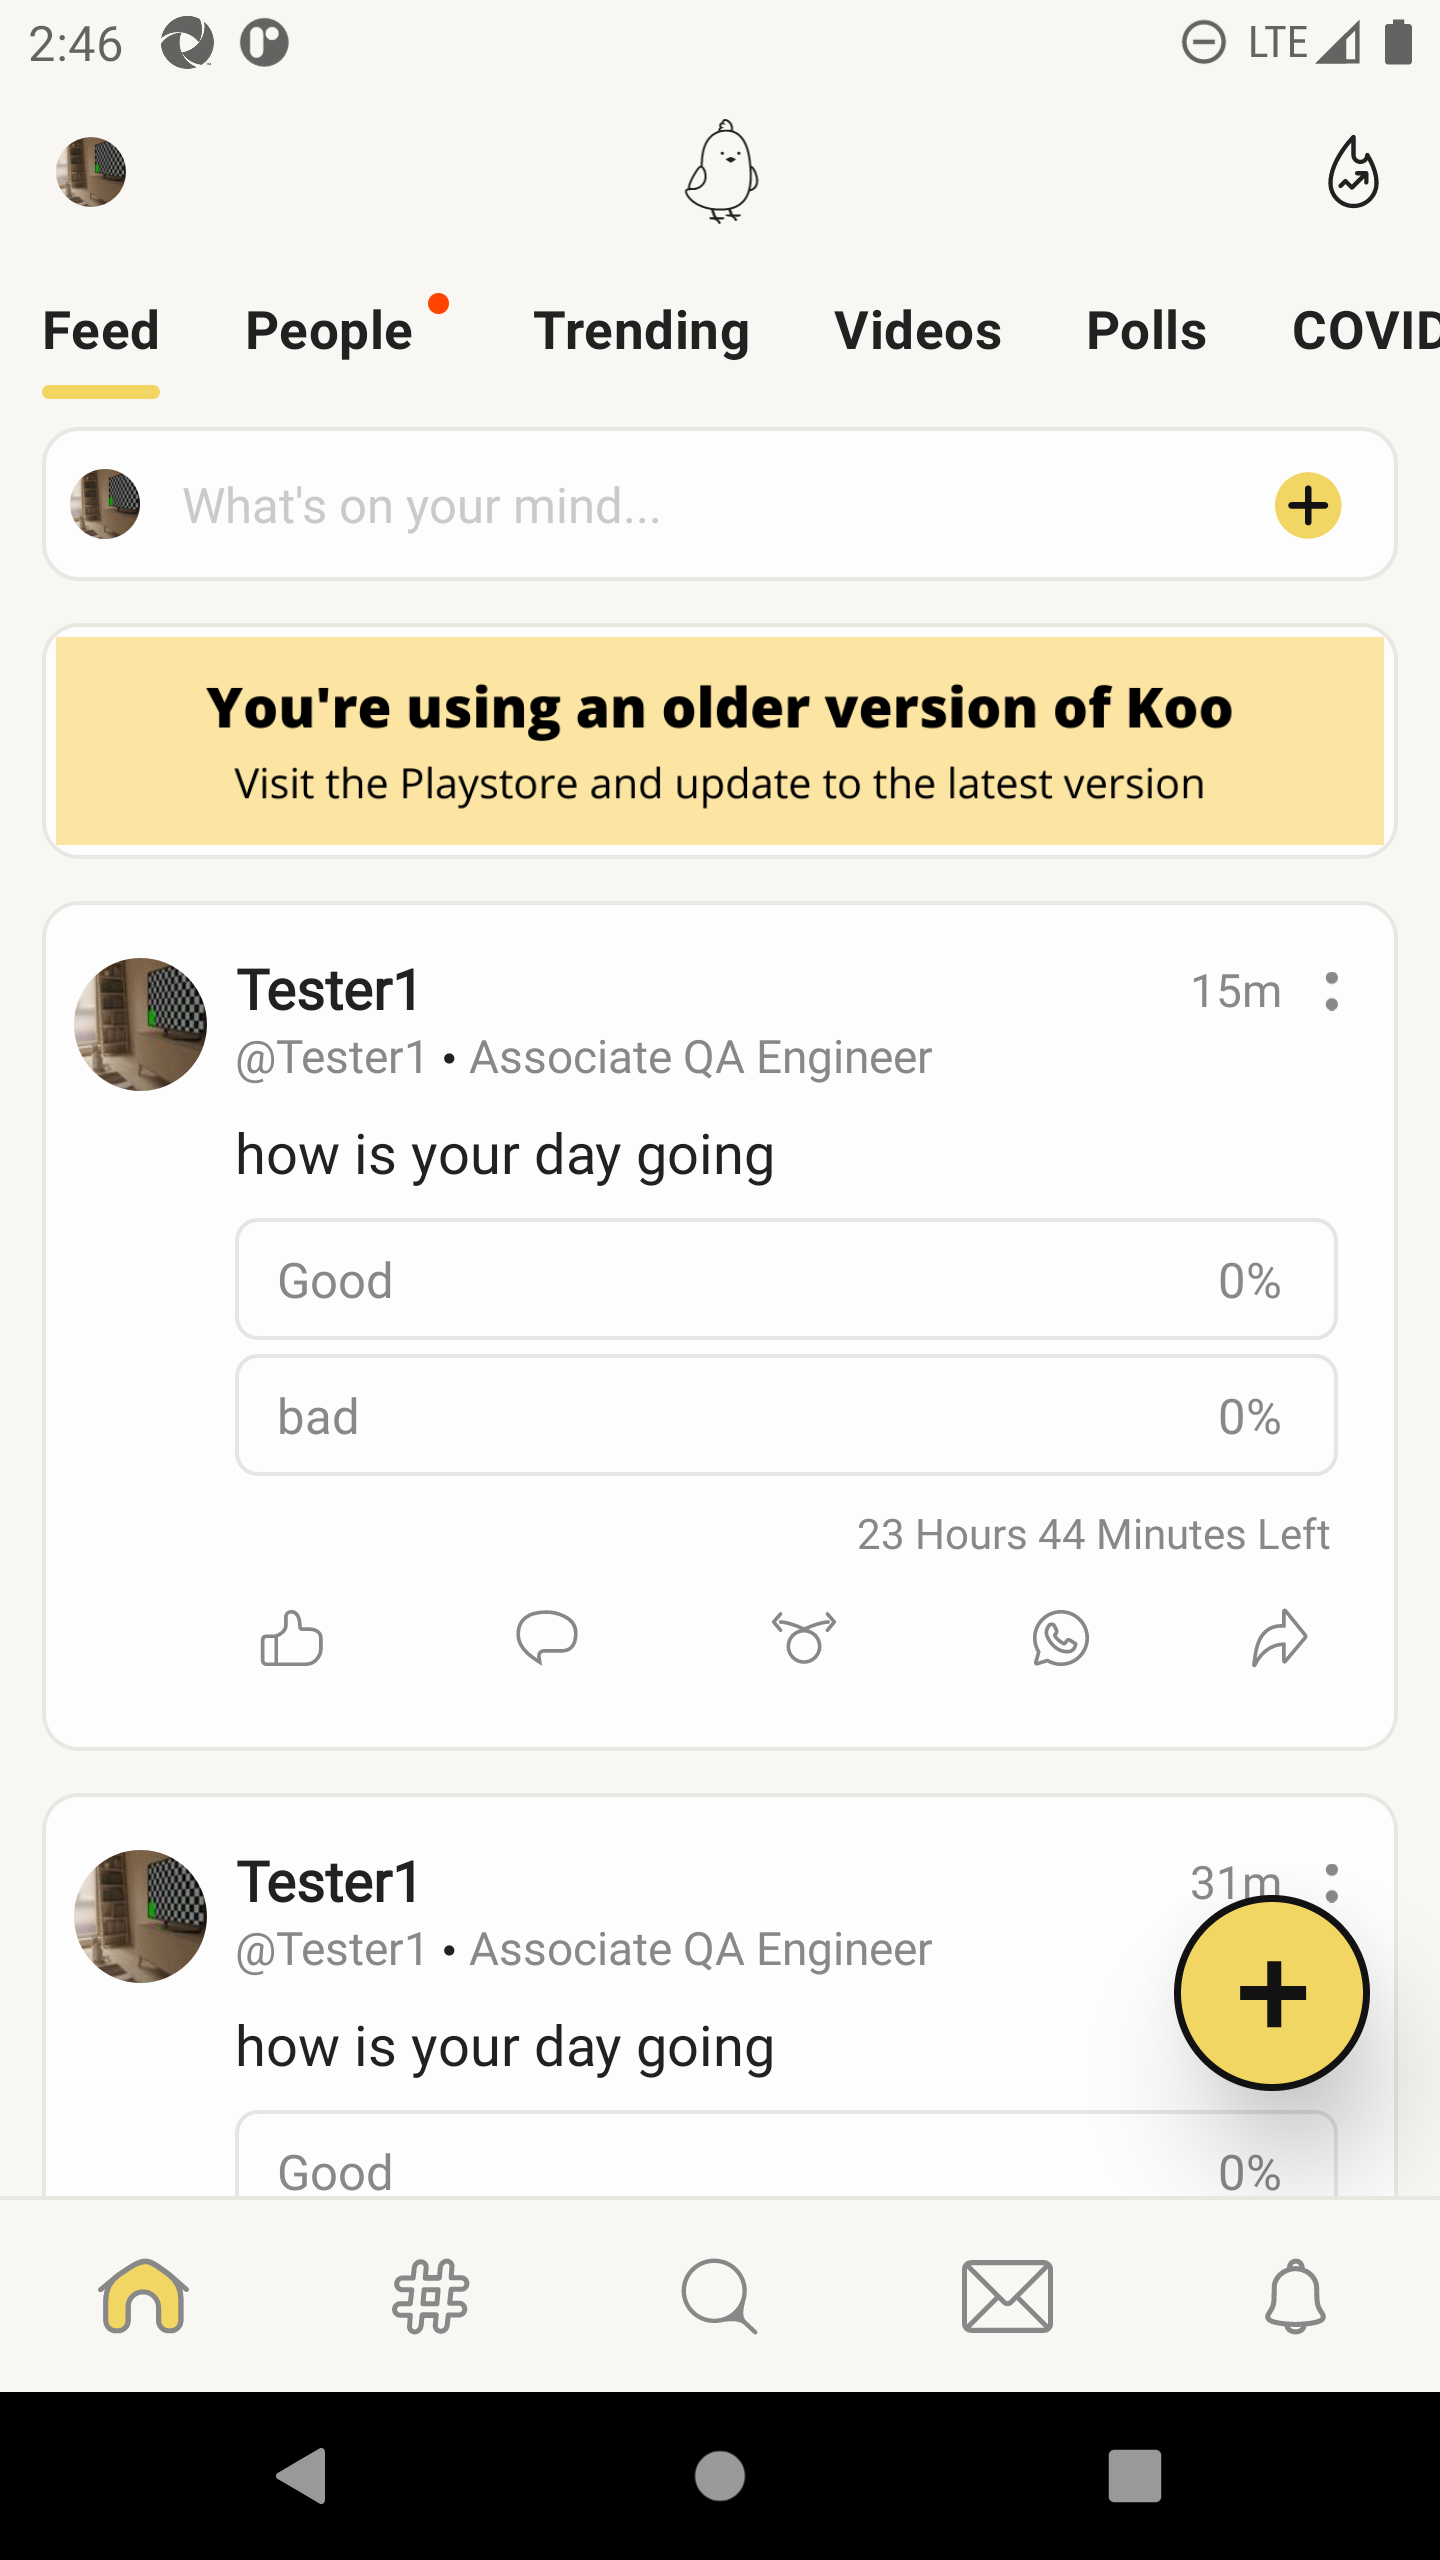 2:46
LTE
Feed People Trending Videos Polls COVID
What's on your mind...
You're using an older version of Koo
Visit the Playstore and update to the latest version
Tester1 15m
@Tester1 • Associate QA Engineer
how is your day going
Good 0%
bad 0%
23 Hours 44 Minutes Left
Tester1 31m
@Tester1 • Associate QA Engineer
how is your day going
Good 0%